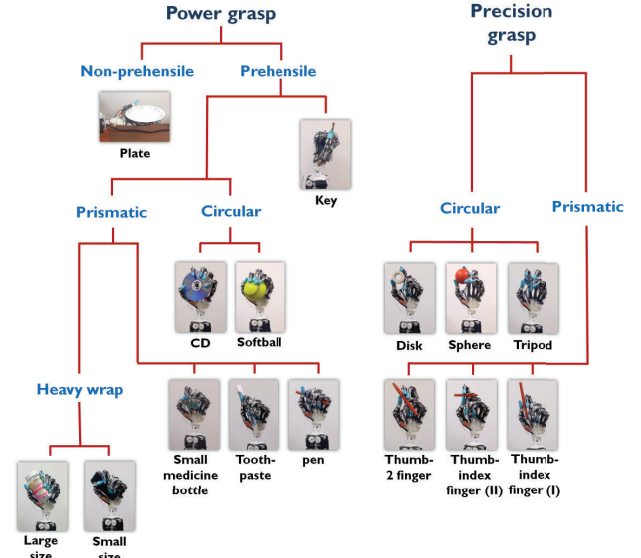 Power grasp
Precision
grasp
Non-prehensile
Prehensile
Plate
Key
Prismatic
Circular
Circular
Prismatic
CD
Softball
Disk
Sphere
Tripod
Heavy wrap
Small
medicine
bottle
Tooth-
paste
pen
Thumb-
2 finger
Thumb-
index
finger (II)
Thumb-
index
finger (I)
Large
size
Small
size